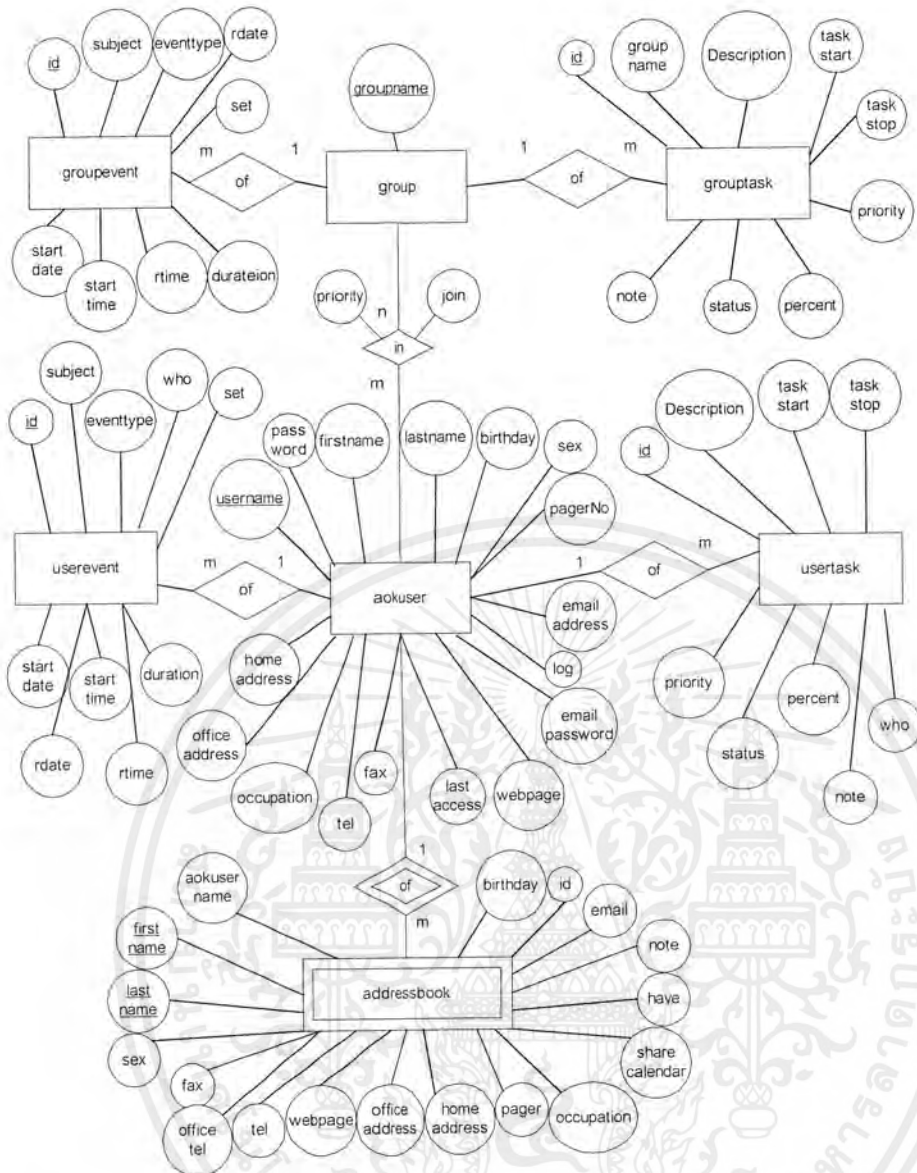 id
subject
eventtype
rdate
set
m
1
groupevent
of
start
date
start
time
rtime
durateion
groupname
group
1
m
of
id
group
name
Description
task
start
task
stop
grouptask
priority
note
status
percent
priority
join
n
in
m
id
subject
eventtype
who
set
userevent
m
1
of
start
date
start
time
duration
rdate
rtime
pass
word
firstname
lastname
birthday
sex
username
pagerNo
aokuser
email
address
log
email
password
home
address
office
address
occupation
tel
fax
last
access
webpage
1
m
of
id
Description
task
start
task
stop
usertask
priority
status
percent
note
who
1
of
m
aokuser
name
first
name
last
name
sex
fax
office
tel
tel
webpage
office
address
home
address
pager
occupation
addressbook
birthday
id
email
note
have
share
calendar